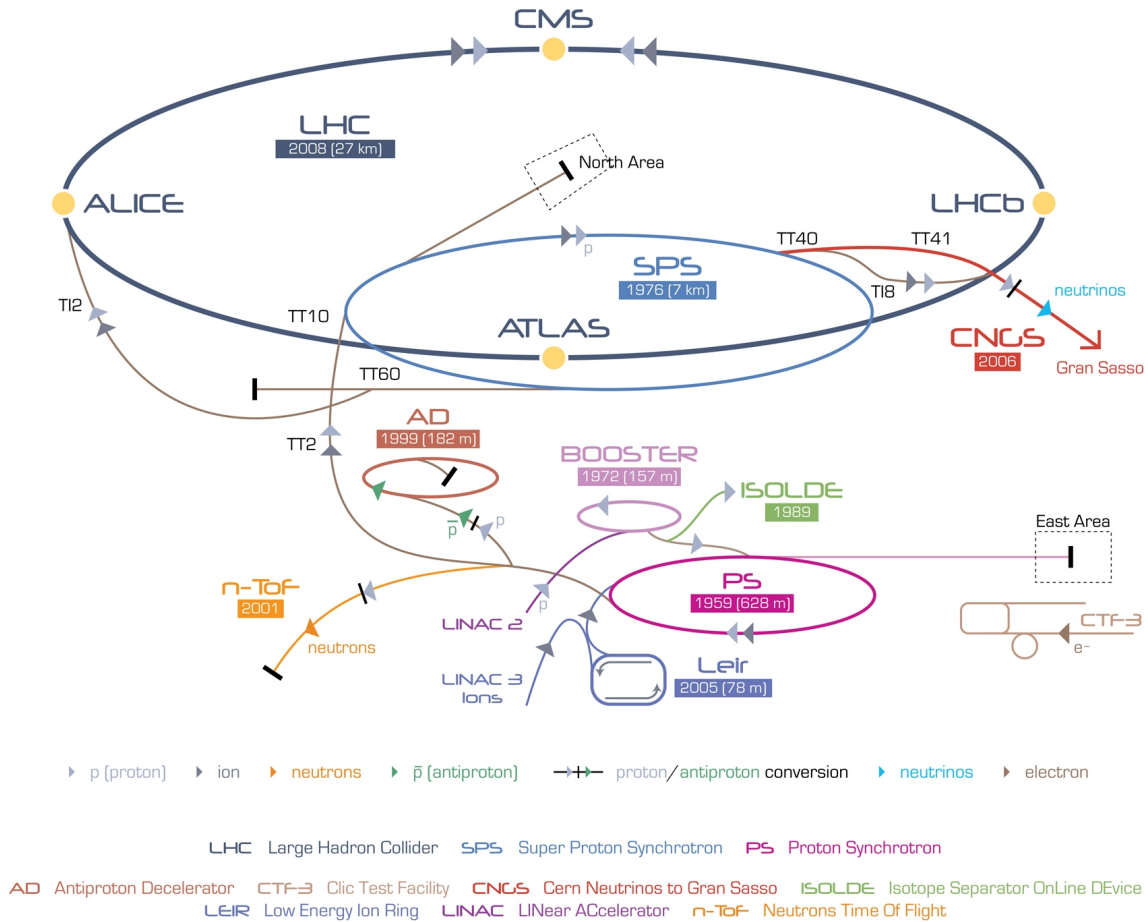 CMS
LHC
2008 (27 km)
North Area
ALICE
LHCb
TT40
TT41
p
SPS
1976 (7 km)
TI8
neutrinos
TI2
TT10
ATLAS
CNGS
2006
Gran Sasso
TT60
AD
1999 (182 m)
TT2
BOOSTER
1972 (157 m)
ISOLDE
1989
p̅
p
East Area
n-ToF
2001
PS
1959 (628 m)
p
LINAC 2
CTF-3
e-
neutrons
LINAC 3
Ions
Leir
2005 (78 m)
p (proton) ion neutrons p̅ (antiproton) proton/antiproton conversion neutrinos electron
LHC Large Hadron Collider SPS Super Proton Synchrotron PS Proton Synchrotron
AD Antiproton Decelerator CTF-3 Clic Test Facility CNGS Cern Neutrinos to Gran Sasso ISOLDE Isotope Separator OnLine DEvice
LEIR Low Energy Ion Ring LINAC LINear ACcelerator n-ToF Neutrons Time Of Flight